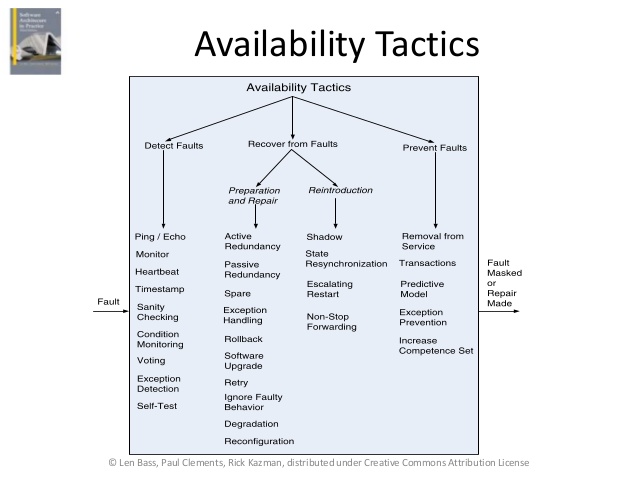 Software
Architecture
in Practice
Availability Tactics
Availability Tactics
Detect Faults
Recover from Faults
Prevent Faults
Preparation
and Repair
Reintroduction
Fault
Ping / Echo
Monitor
Heartbeat
Timestamp
Sanity
Checking
Condition
Monitoring
Voting
Exception
Detection
Self-Test
Active
Redundancy
Passive
Redundancy
Spare
Exception
Handling
Rollback
Software
Upgrade
Retry
Ignore Faulty
Behavior
Degradation
Reconfiguration
Shadow
State
Resynchronization
Escalating
Restart
Non-Stop
Forwarding
Removal from
Service
Transactions
Predictive
Model
Exception
Prevention
Increase
Competence Set
Fault
Masked
or
Repair
Made
© Len Bass, Paul Clements, Rick Kazman, distributed under Creative Commons Attribution License